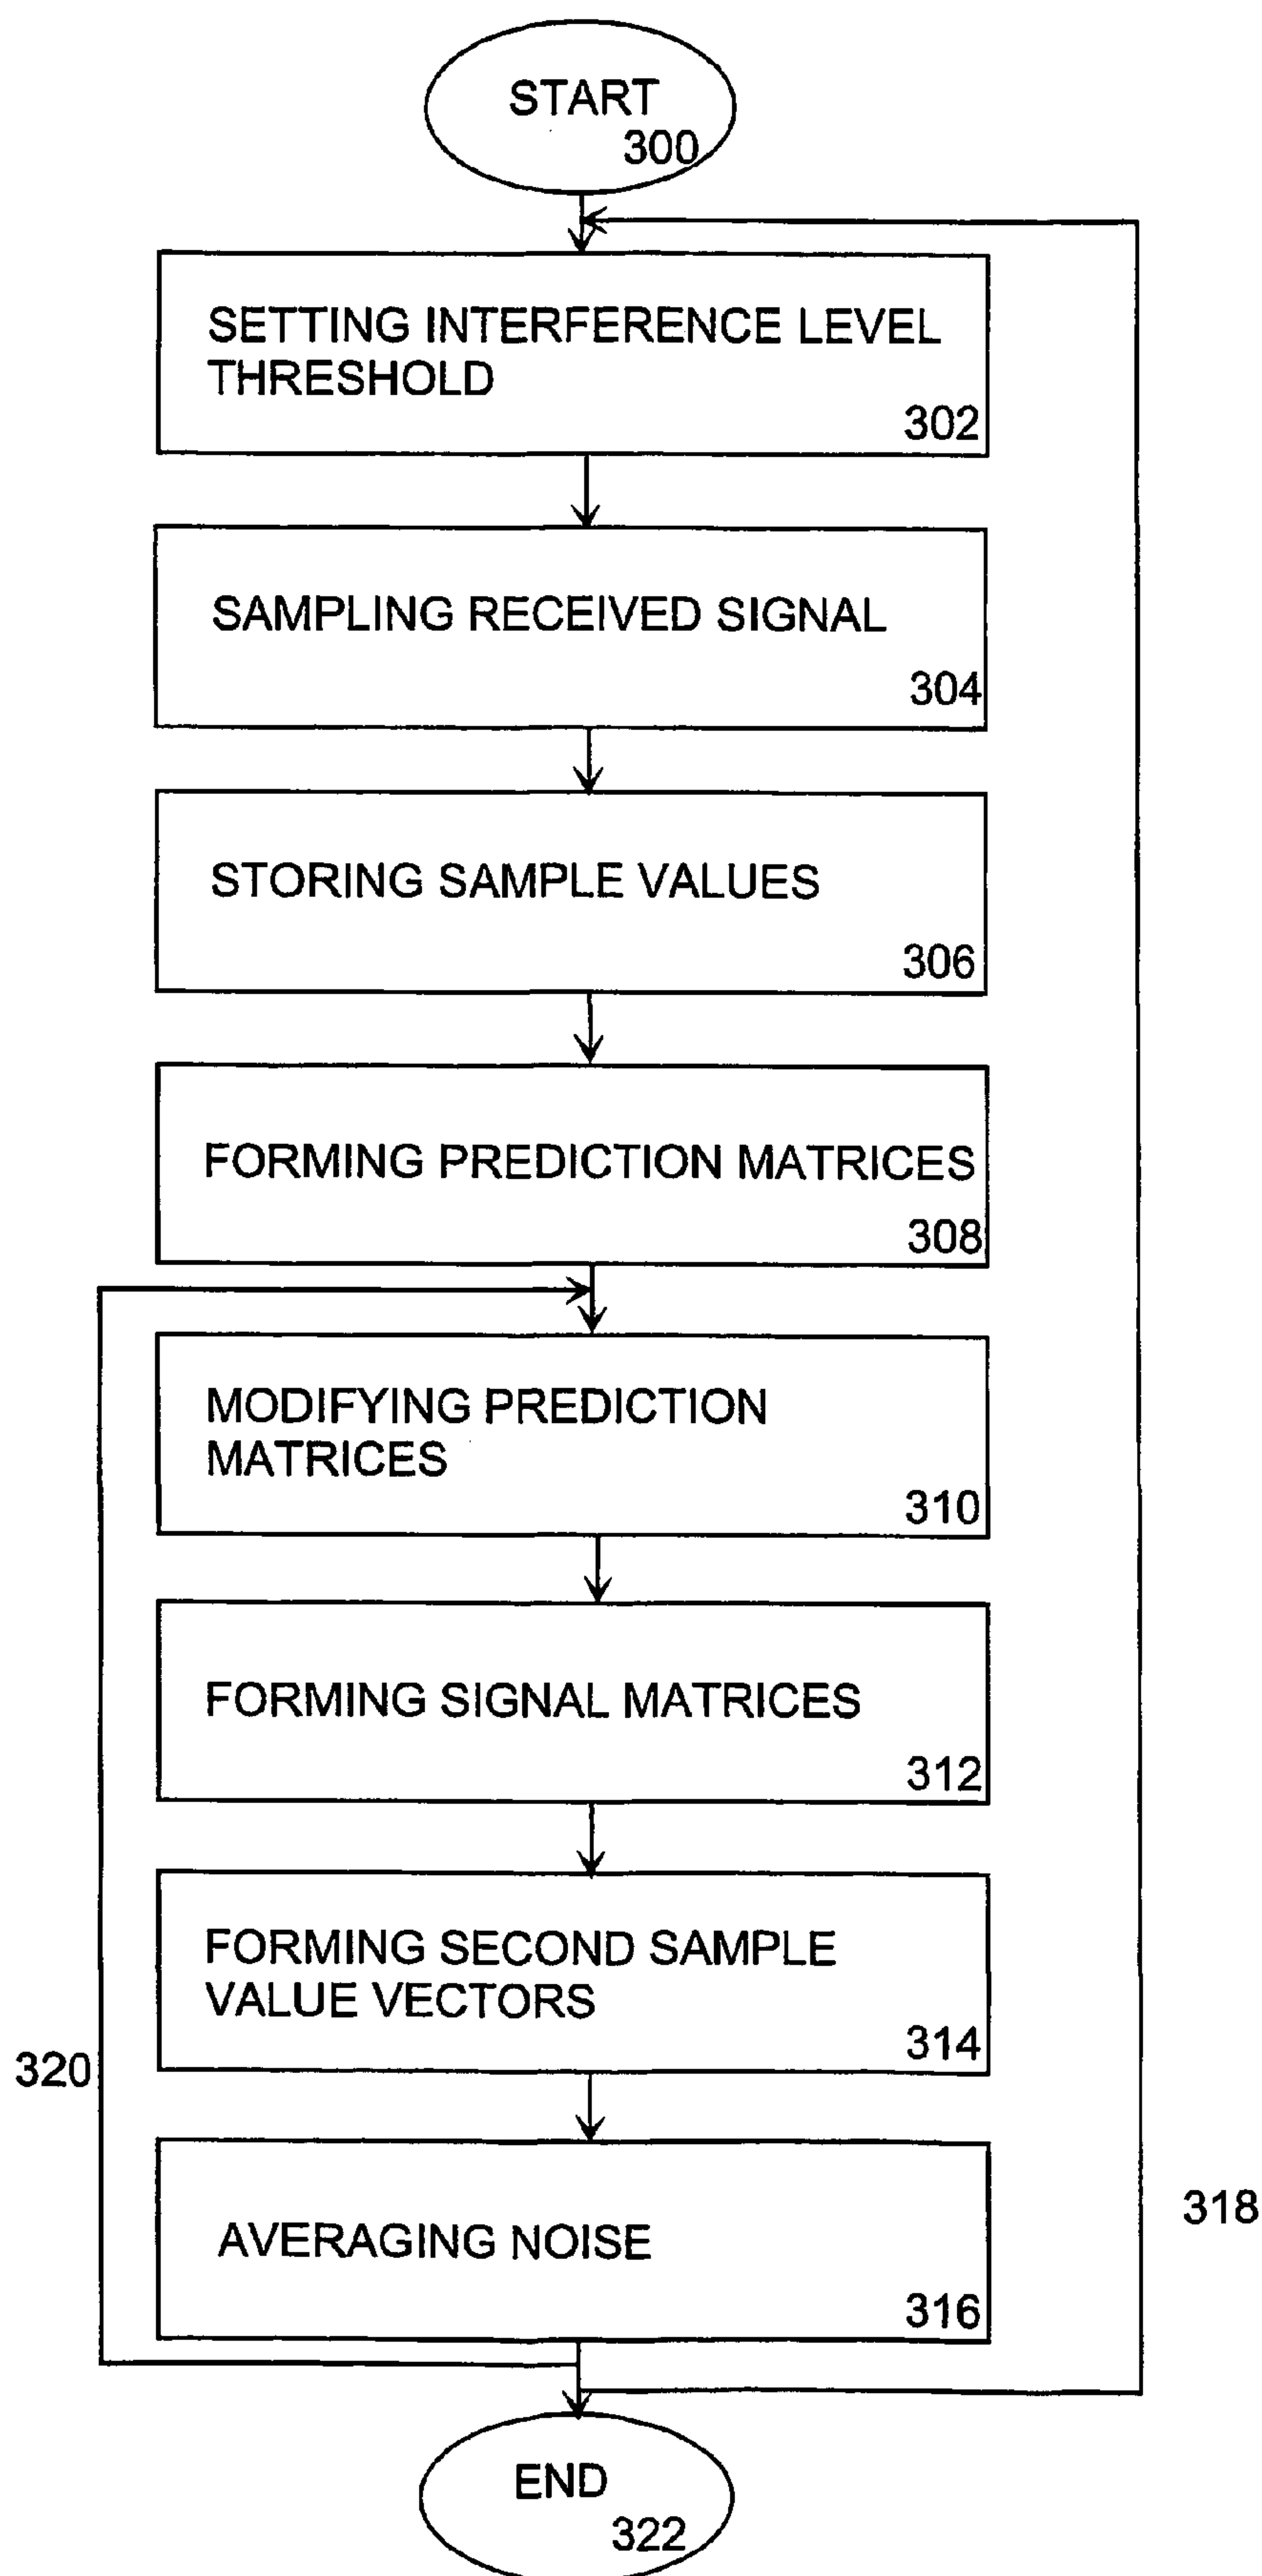 START
300
SETTING INTERFERENCE LEVEL
THRESHOLD
302
SAMPLING RECEIVED SIGNAL
304
STORING SAMPLE VALUES
306
FORMING PREDICTION MATRICES
308
MODIFYING PREDICTION
MATRICES
310
FORMING SIGNAL MATRICES
312
FORMING SECOND SAMPLE
VALUE VECTORS
314
320
AVERAGING NOISE
316
318
END
322